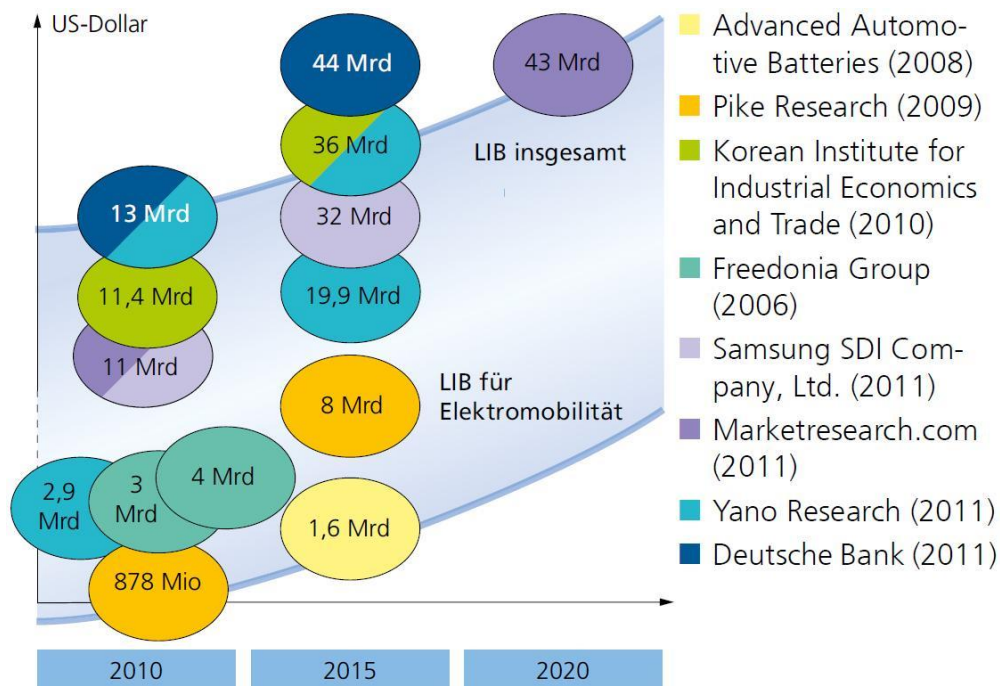 US-Dollar
44 Mrd
43 Mrd
36 Mrd
LIB insgesamt
13 Mrd
32 Mrd
11,4 Mrd
19,9 Mrd
11 Mrd
LIB für
Elektromobilität
8 Mrd
2,9
Mrd
3
Mrd
4 Mrd
1,6 Mrd
878 Mio
2010
2015
2020
Advanced Automo-
tive Batteries (2008)
Pike Research (2009)
Korean Institute for
Industrial Economics
and Trade (2010)
Freedonia Group
(2006)
Samsung SDI Com-
pany, Ltd. (2011)
Marketresearch.com
(2011)
Yano Research (2011)
Deutsche Bank (2011)